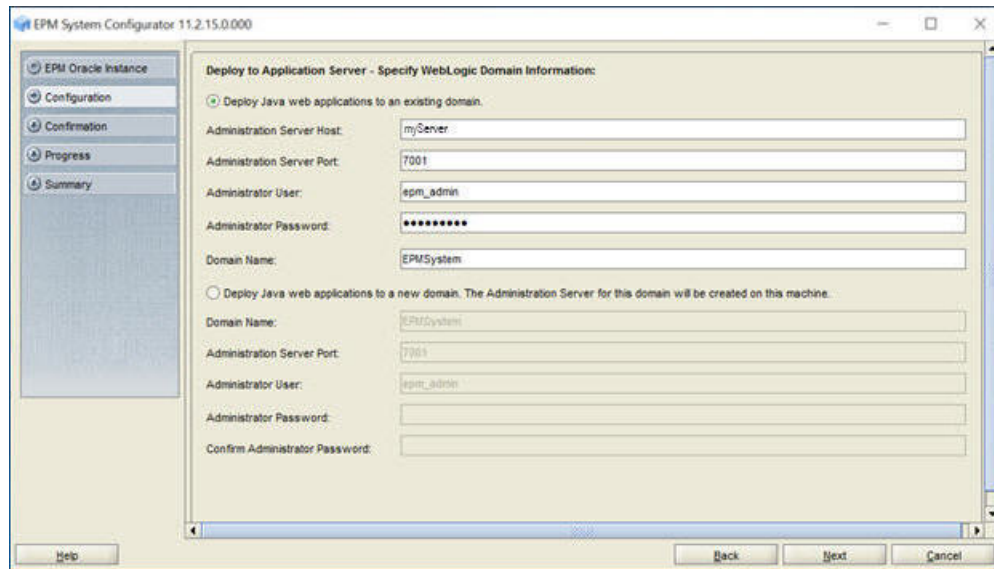 EPM System Configurator 11.2.15.0.000
EPM Oracle Instance
Configuration
Confirmation
Progress
Summary
Deploy to Application Server - Specify WebLogic Domain Information:
Deploy Java web applications to an existing domain.
Administration Server Host: myServer
Administration Server Port: 7001
Administrator User: epm_admin
Administrator Password: •••••••••
Domain Name: EPMSystem
Deploy Java web applications to a new domain. The Administration Server for this domain will be created on this machine.
Domain Name: EPMSystem
Administration Server Port: 7001
Administrator User: epm_admin
Administrator Password:
Confirm Administrator Password:
Help Back Next Cancel